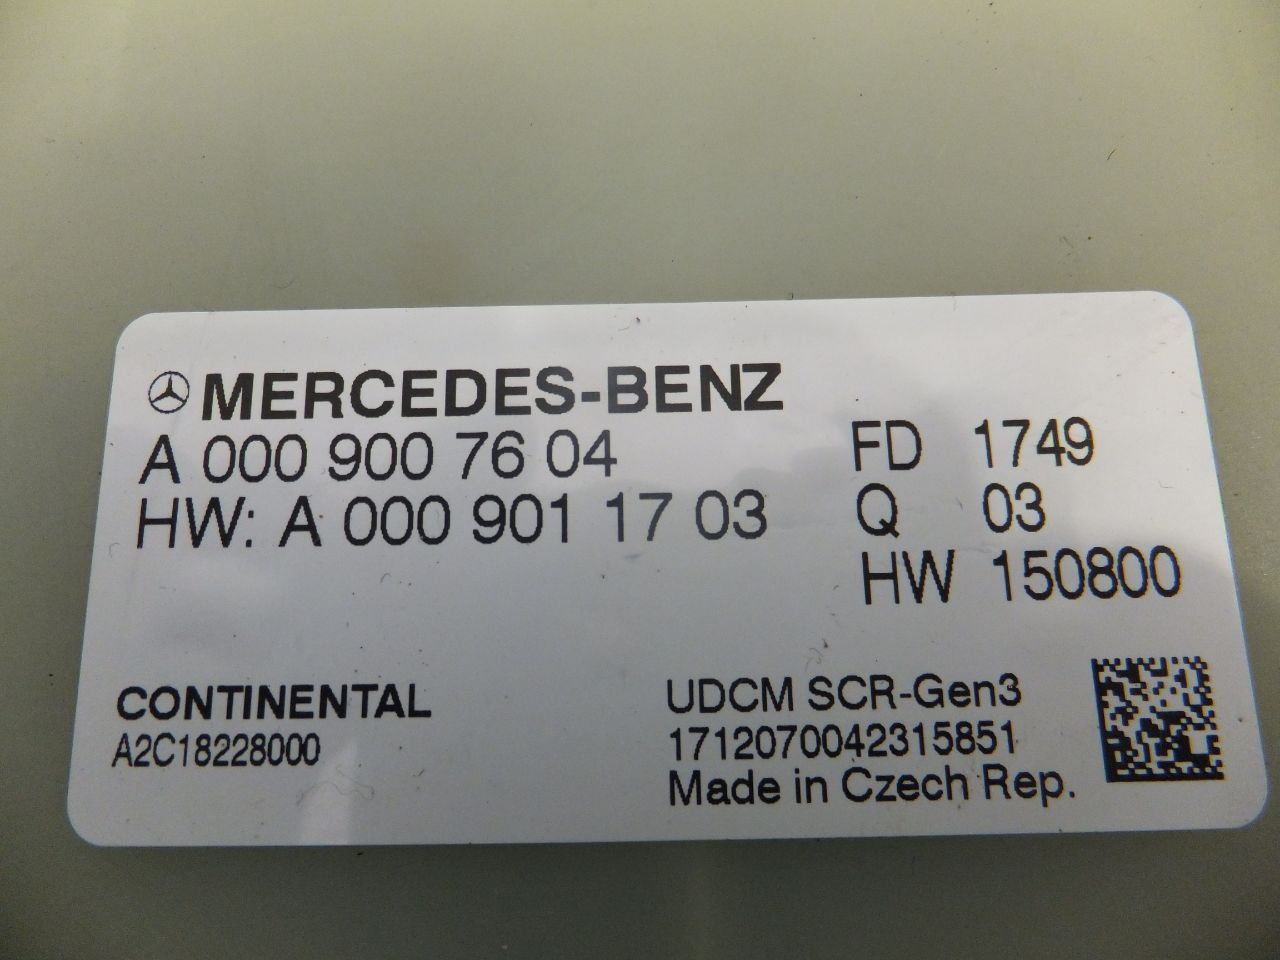 MERCEDES-BENZ
A 000 900 76 04
HW: A 000 901 17 03
FD 1749
Q 03
HW 150800
CONTINENTAL
A2C18228000
UDCM SCR-Gen3
1712070042315851
Made in Czech Rep.